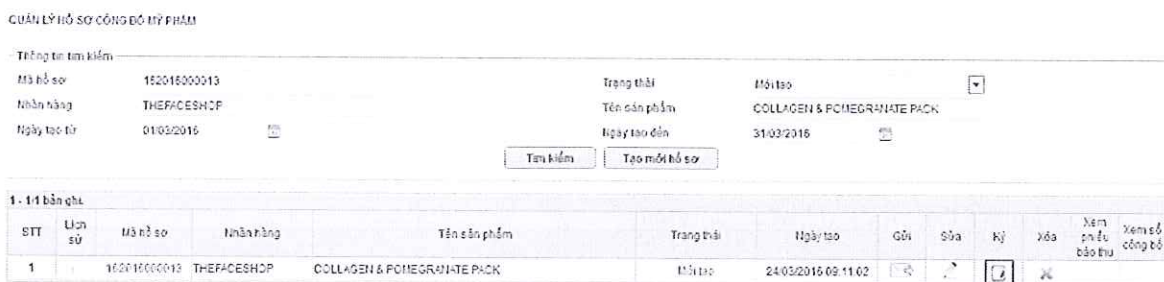 QUẢN LÝ HỒ SƠ CÔNG BỐ MỸ PHẨM
Thông tin tìm kiếm
Mã hồ sơ 162016000013 Trạng thái Mới tạo
Nhãn hàng THEFACESHOP Tên sản phẩm COLLAGEN & POMEGRANATE PACK
Ngày tạo từ 01/03/2016 Ngày tạo đến 31/03/2016
Tìm kiếm Tạo mới hồ sơ
1 - 1/1 bản ghi.
STT Lịch sử Mã hồ sơ Nhãn hàng Tên sản phẩm Trạng thái Ngày tạo Gửi Sửa Ký Xóa Xem phiếu báo thu Xem số công bố
1 162016000013 THEFACESHOP COLLAGEN & POMEGRANATE PACK Mới tạo 24/03/2016 09:11:02